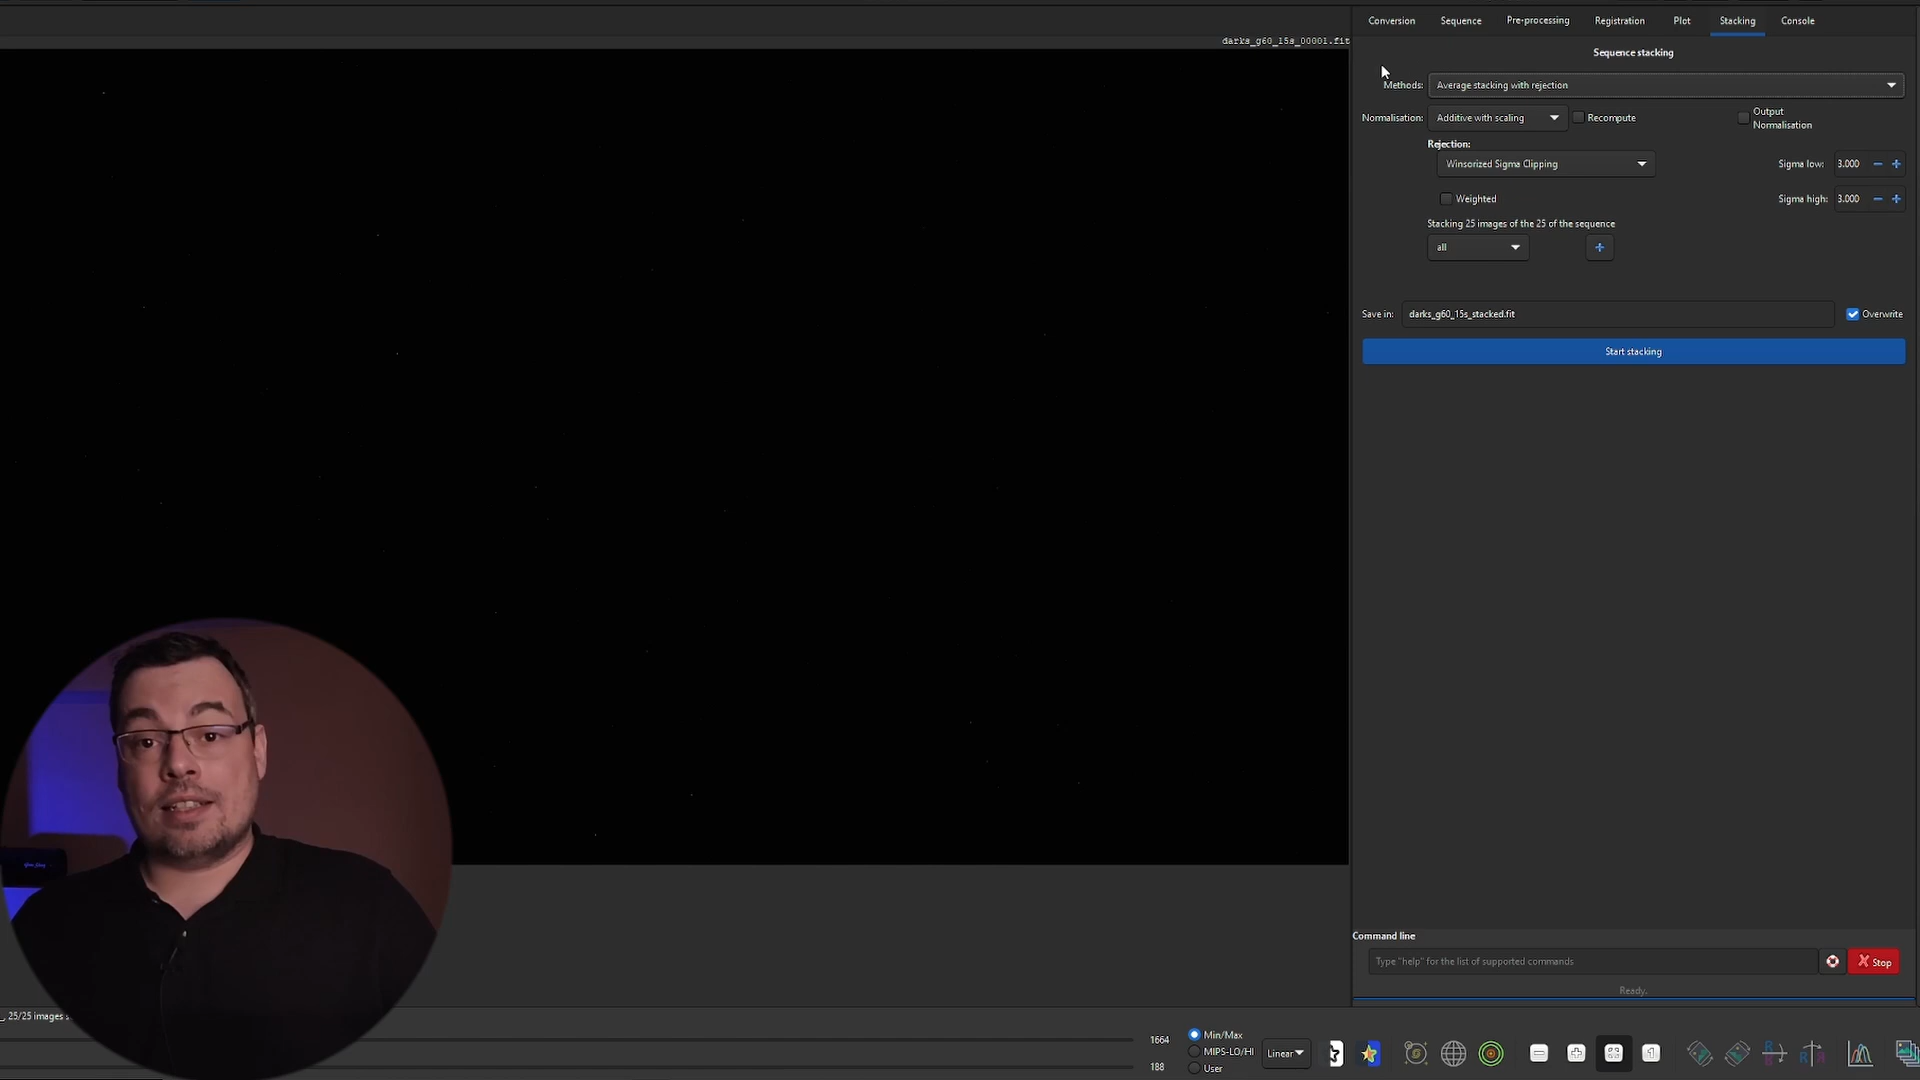 Conversion Sequence Pre-processing Registration Plot Stacking Console
darks_g60_15s_00001.fit
Sequence stacking
Methods: Average stacking with rejection
Normalisation: Additive with scaling Recompute Output Normalisation
Rejection:
Winsorized Sigma Clipping Sigma low: 3.000
Weighted Sigma high: 3.000
Stacking 25 images of the 25 of the sequence
all
Save in: darks_g60_15s_stacked.fit Overwrite
Start stacking
Command line
Type "help" for the list of supported commands Stop
Ready.
25/25 images
1664
188
Min/Max
MIPS-LO/HI
User
Linear